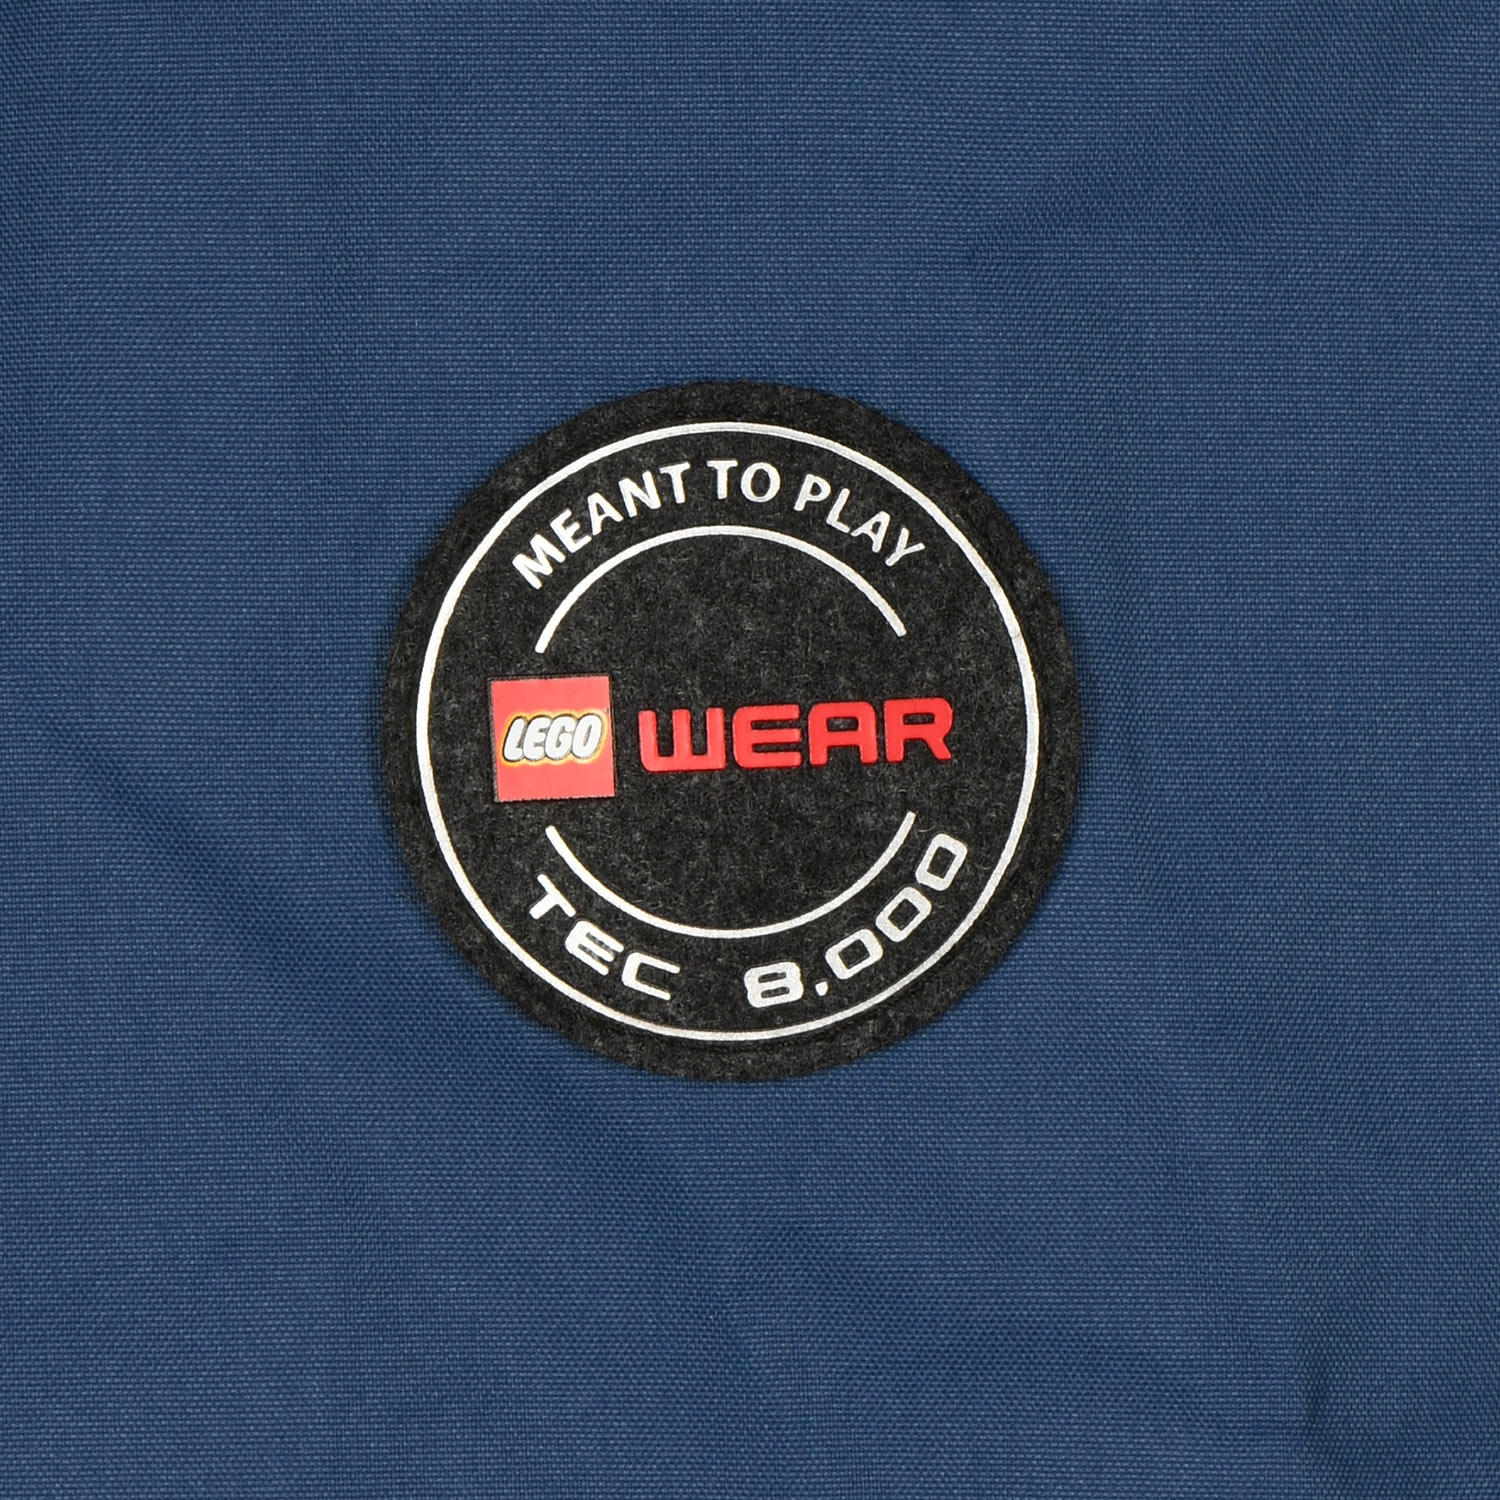 MEANT TO PLAY
LEGO WEAR
TEC 8.000